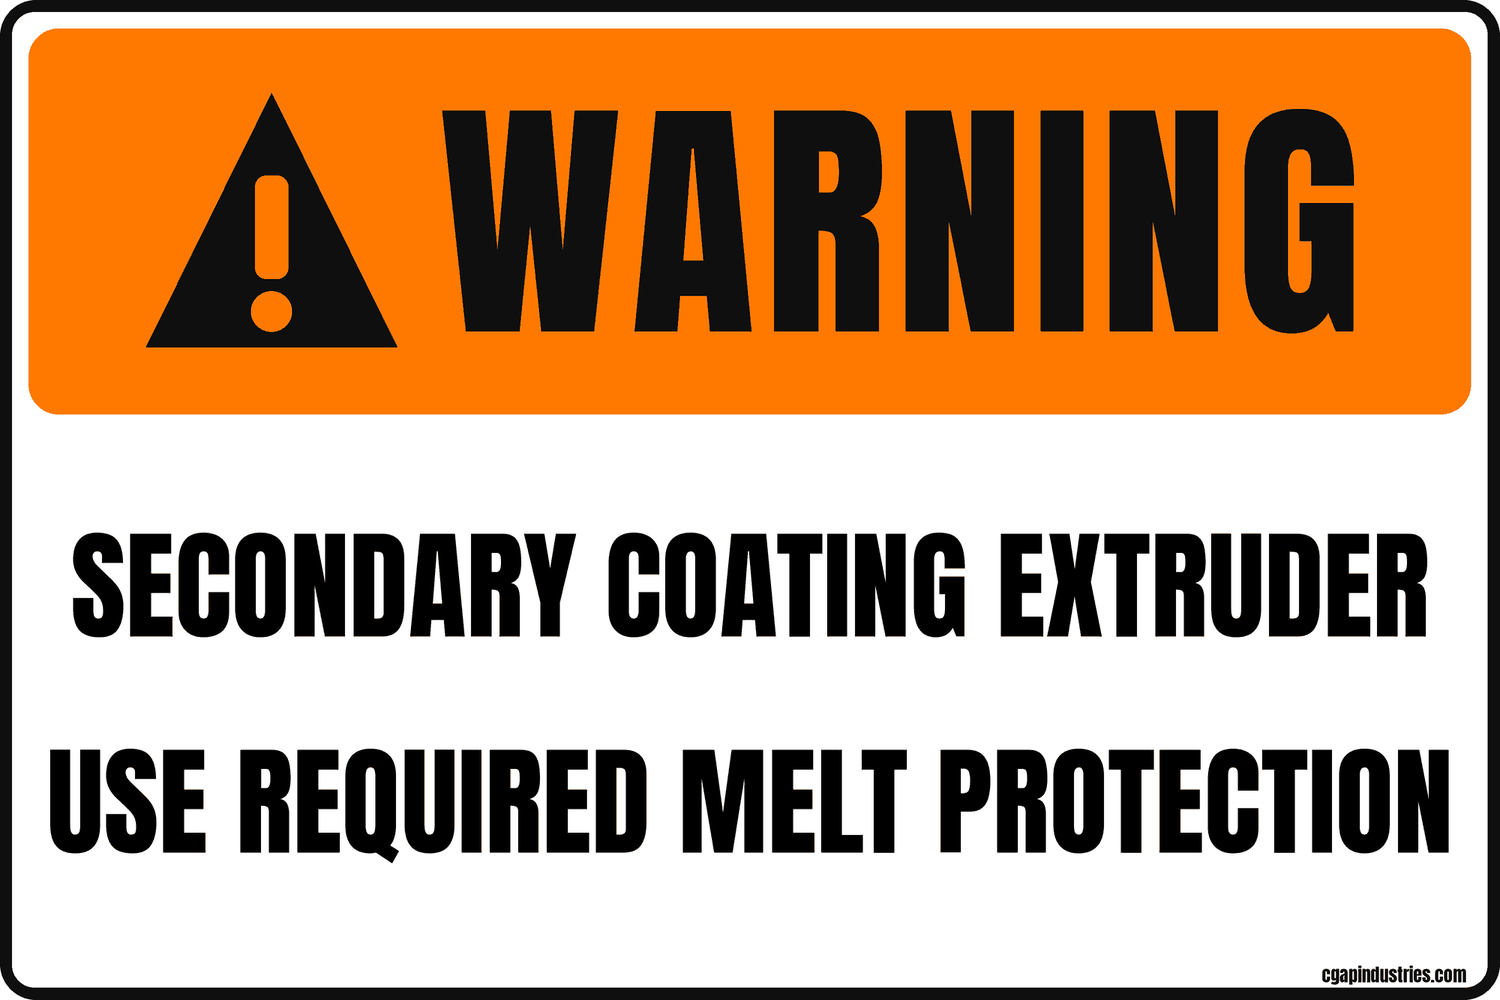 WARNING
SECONDARY COATING EXTRUDER
USE REQUIRED MELT PROTECTION
cgapindustries.com